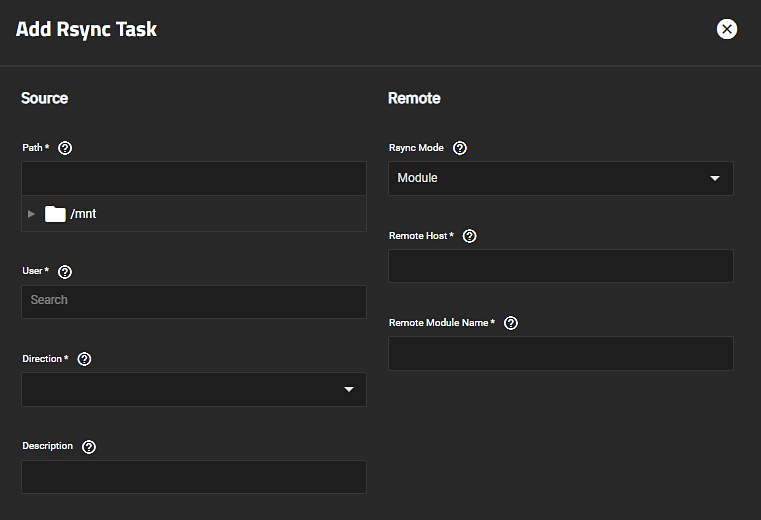 Add Rsync Task
Source
Path *
/mnt
User *
Search
Direction *
Description
Remote
Rsync Mode
Module
Remote Host *
Remote Module Name *